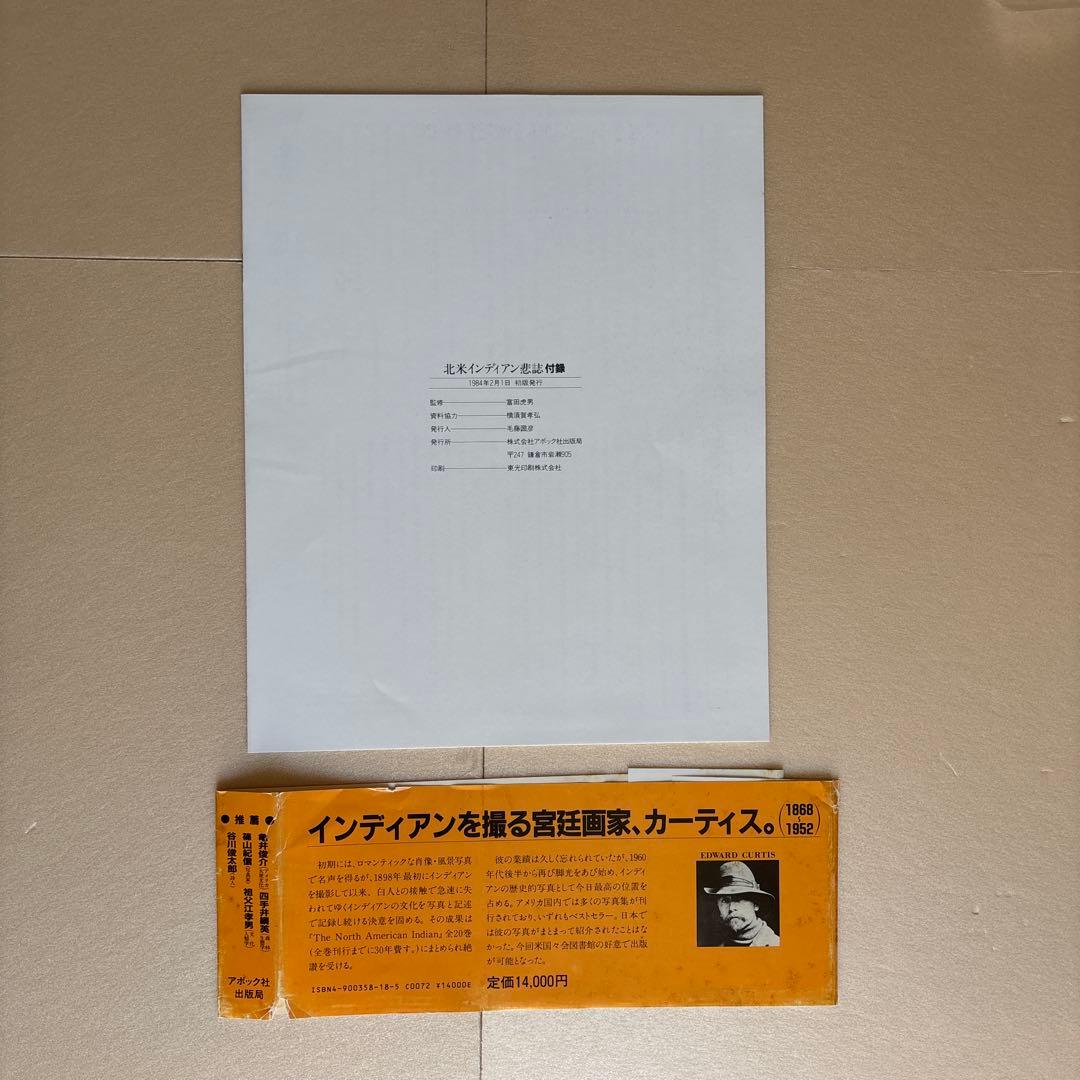 北米インディアン悲誌付録
1984年2月1日 初版発行
監修————富田虎男
資料協力————横須賀孝弘
発行人————毛藤圀彦
発行所————株式会社アボック社出版局
〒247 鎌倉市岩瀬905
印刷————東光印刷株式会社
●推薦●
亀井俊介
四手井綱英
篠山紀信
祖父江孝男
谷川俊太郎(詩人)
アボック社
出版局
インディアンを撮る宮廷画家、カーティス。(1868〜1952)
初期には、ロマンティックな肖像・風景写真
で名声を得るが、1898年最初にインディアン
を撮影して以来、白人との接触で急速に失
われてゆくインディアンの文化を写真と記述
で記録し続ける決意を固める。その成果は
『The North American Indian』全20巻
(全巻刊行までに30年費す。)にまとめられ絶
讃を受ける。
ISBN4-900358-18-5 C0072 ¥14000E
彼の業績は久しく忘れられていたが、1960
年代後半から再び脚光をあび始め、インディ
アンの歴史的写真として今日最高の位置を
占める。アメリカ国内では多くの写真集が刊
行されており、いずれもベストセラー。日本で
は彼の写真がまとまって紹介されたことはな
かった。今回米国々会図書館の好意で出版
が可能となった。
定価14,000円
EDWARD CURTIS